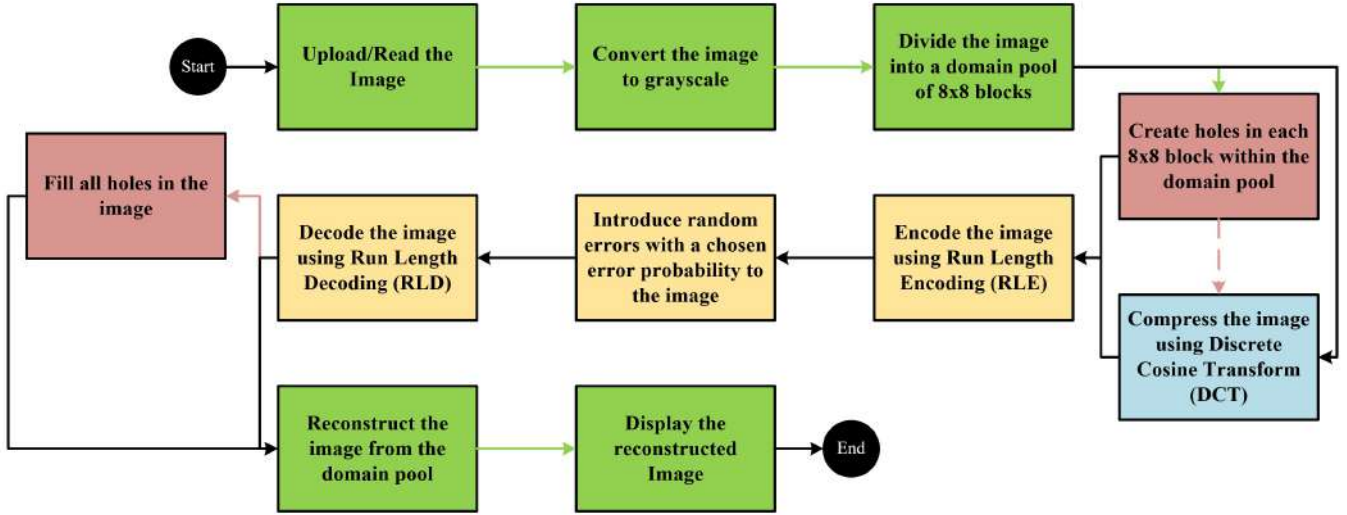 Start
Upload/Read the
Image
Convert the image
to grayscale
Divide the image
into a domain pool
of 8x8 blocks
Create holes in each
8x8 block within the
domain pool
Fill all holes in the
image
Decode the image
using Run Length
Decoding (RLD)
Introduce random
errors with a chosen
error probability to
the image
Encode the image
using Run Length
Encoding (RLE)
Compress the image
using Discrete
Cosine Transform
(DCT)
Reconstruct the
image from the
domain pool
Display the
reconstructed
Image
End